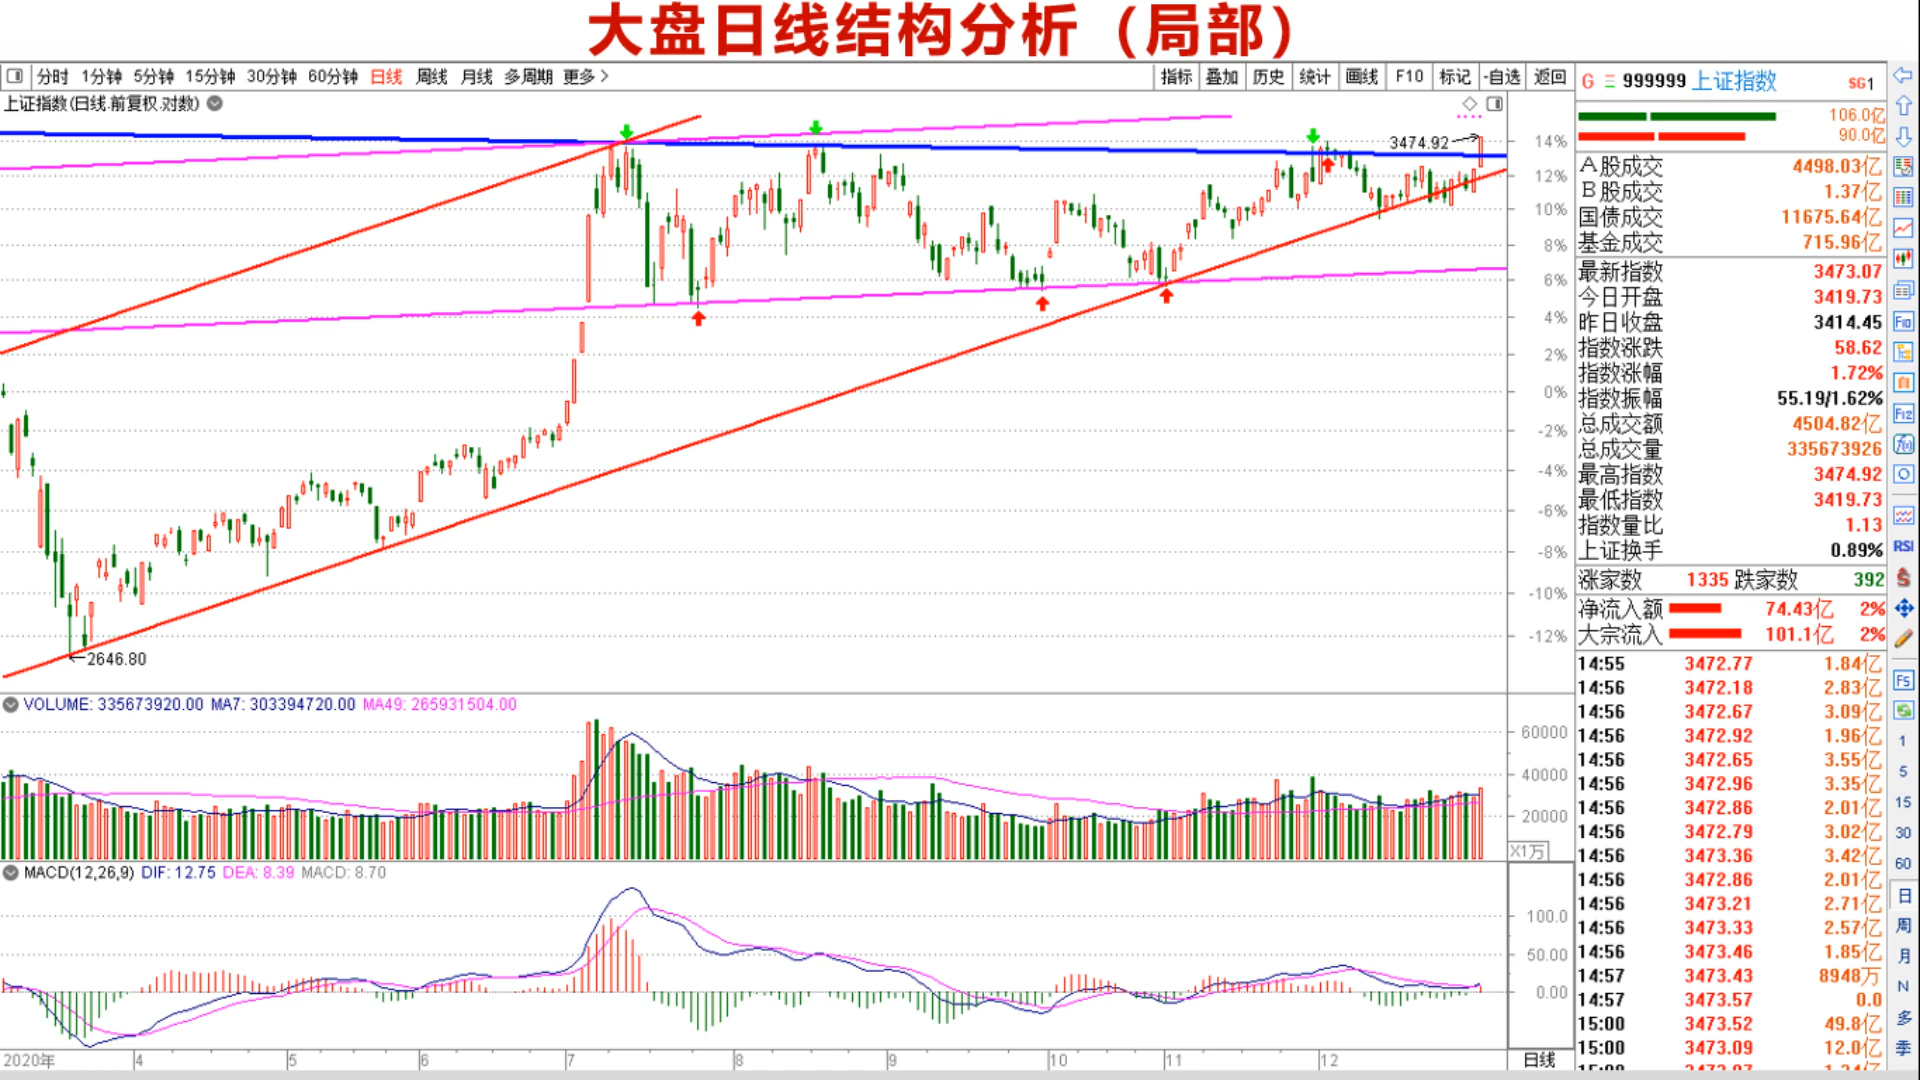 大盘日线结构分析（局部）
分时 1分钟 5分钟 15分钟 30分钟 60分钟 日线 周线 月线 多周期 更多
指标 叠加 历史 统计 画线 F10 标记 -自选 返回
G 999999 上证指数 SG1
上证指数(日线.前复权.对数)
106.0亿
90.0亿
3474.92
14%
12%
10%
8%
6%
4%
2%
0%
-2%
-4%
-6%
-8%
-10%
-12%
2646.80
A股成交 4498.03亿
B股成交 1.37亿
国债成交 11675.64亿
基金成交 715.96亿
最新指数 3473.07
今日开盘 3419.73
昨日收盘 3414.45
指数涨跌 58.62
指数涨幅 1.72%
指数振幅 55.19/1.62%
总成交额 4504.82亿
总成交量 335673926
最高指数 3474.92
最低指数 3419.73
指数量比 1.13
上证换手 0.89%
涨家数 1335 跌家数 392
净流入额 74.43亿 2%
大宗流入 101.1亿 2%
14:55 3472.77 1.84亿
14:56 3472.18 2.83亿
14:56 3472.67 3.09亿
14:56 3472.92 1.96亿
14:56 3472.65 3.55亿
14:56 3472.96 3.35亿
14:56 3472.86 2.01亿
14:56 3472.79 3.02亿
14:56 3473.36 3.42亿
14:56 3472.86 2.01亿
14:56 3473.21 2.71亿
14:56 3473.33 2.57亿
14:56 3473.46 1.85亿
14:57 3473.43 8948万
14:57 3473.57 0.0
15:00 3473.52 49.8亿
15:00 3473.09 12.0亿
VOLUME: 335673920.00 MA7: 303394720.00 MA49: 265931504.00
60000
40000
20000
X1万
MACD(12,26,9) DIF: 12.75 DEA: 8.39 MACD: 8.70
100.0
50.00
0.00
2020年 4 5 6 7 8 9 10 11 12 日线
F10
F12
RSI
F5
1
5
15
30
60
日
周
月
N
多
季